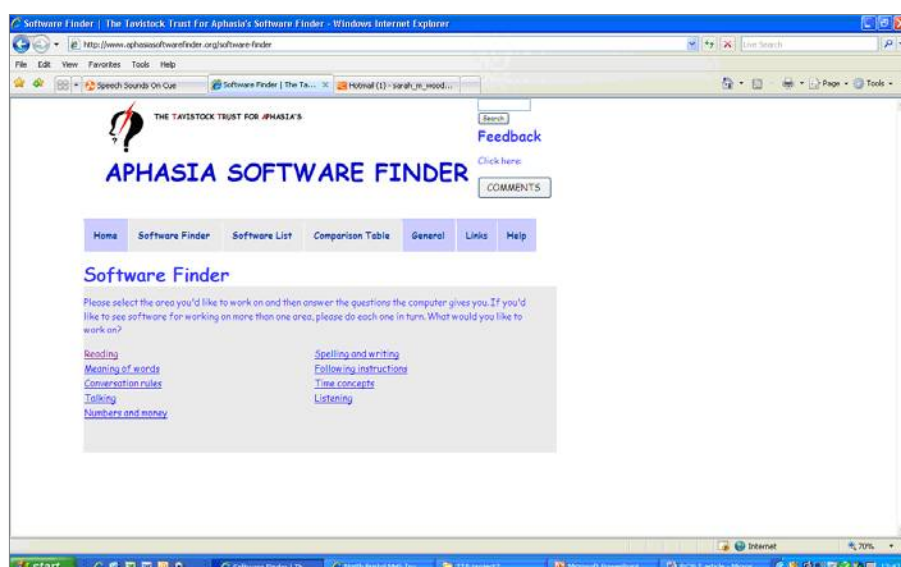 Software Finder | The Tavistock Trust For Aphasia's Software Finder - Windows Internet Explorer
http://www.aphasiasoftwarefinder.org/software-finder
Live Search
File Edit View Favorites Tools Help
Speech Sounds On Cue
Software Finder | The Ta...
Hotmail (1) - sarah_m_wood...
Page
Tools
THE TAVISTOCK TRUST FOR APHASIA'S
Search
Feedback
Click here:
APHASIA SOFTWARE FINDER
COMMENTS
Home Software Finder Software List Comparison Table General Links Help
Software Finder
Please select the area you'd like to work on and then answer the questions the computer gives you. If you'd
like to see software for working on more than one area, please do each one in turn. What would you like to
work on?
Reading
Meaning of words
Conversation rules
Talking
Numbers and money
Spelling and writing
Following instructions
Time concepts
Listening
Internet
70%
start